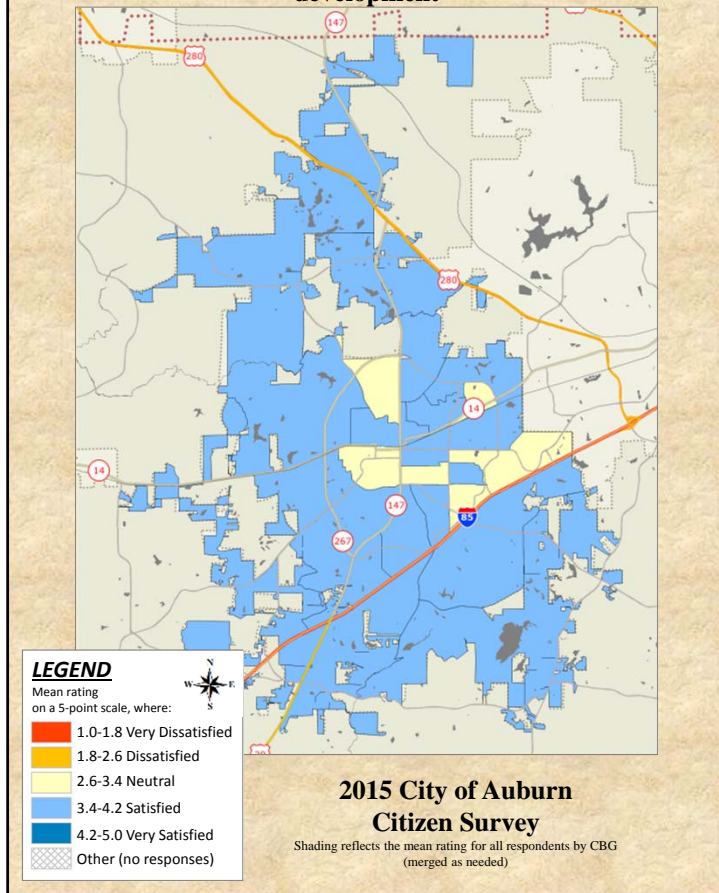 development
147
280
280
14
14
147
85
267
LEGEND
N
W E
S
Mean rating
on a 5-point scale, where:
1.0-1.8 Very Dissatisfied
1.8-2.6 Dissatisfied
2.6-3.4 Neutral
3.4-4.2 Satisfied
4.2-5.0 Very Satisfied
Other (no responses)
2015 City of Auburn
Citizen Survey
Shading reflects the mean rating for all respondents by CBG
(merged as needed)